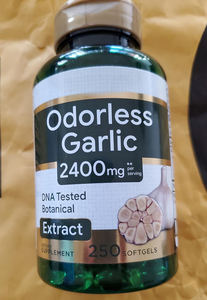 Odorless
Garlic
2400mg**
per
serving
DNA Tested
Botanical
Extract
SUPPLEMENT
250 SOFTGELS